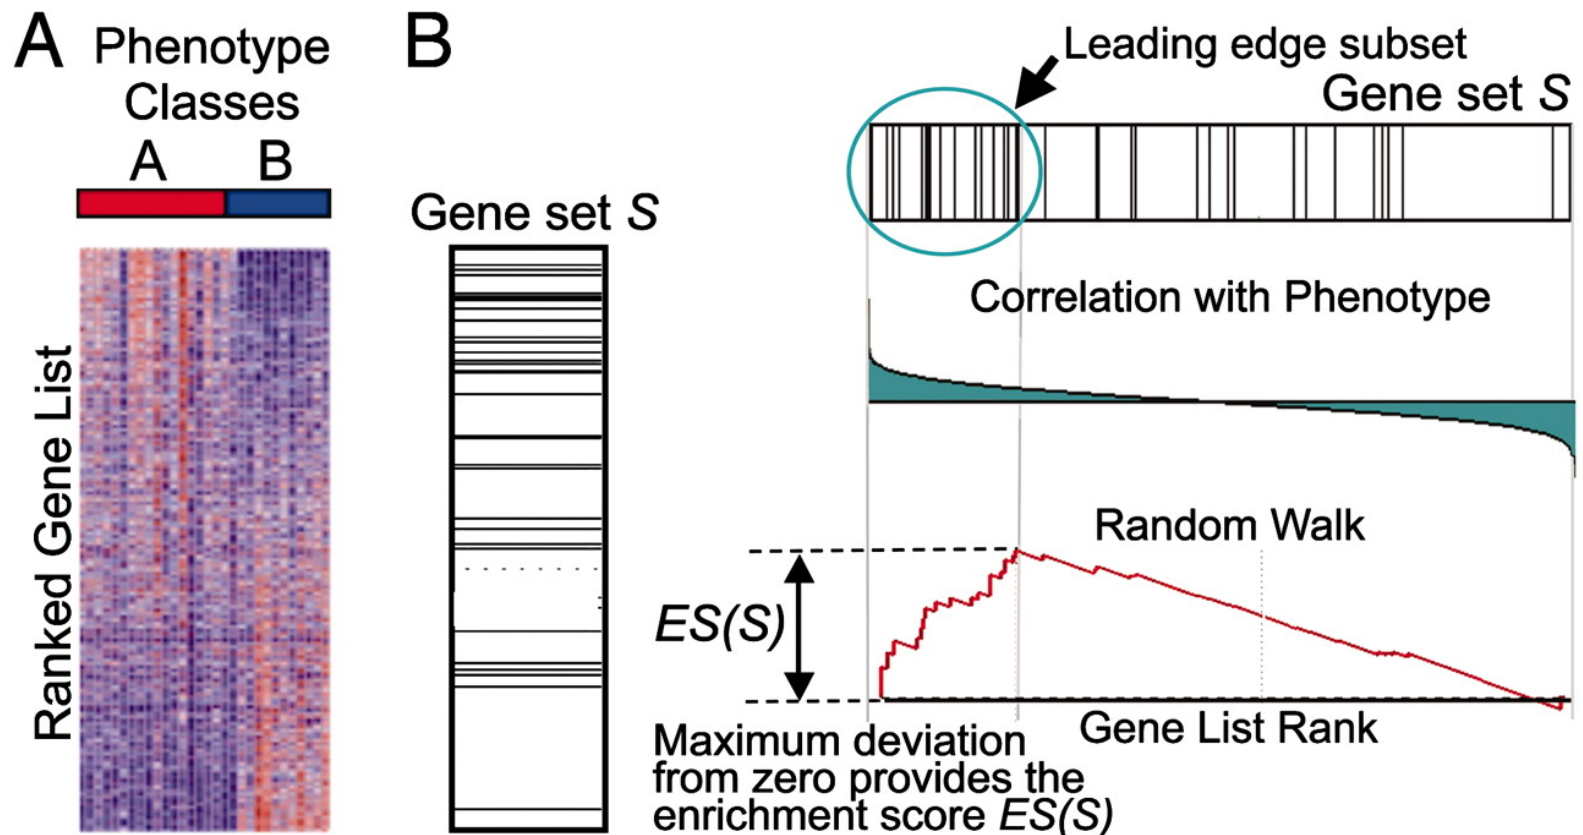 A
Phenotype
Classes
A B
Ranked Gene List
Gene set S
B
Leading edge subset
Gene set S
Correlation with Phenotype
Random Walk
ES(S)
Gene List Rank
Maximum deviation
from zero provides the
enrichment score ES(S)